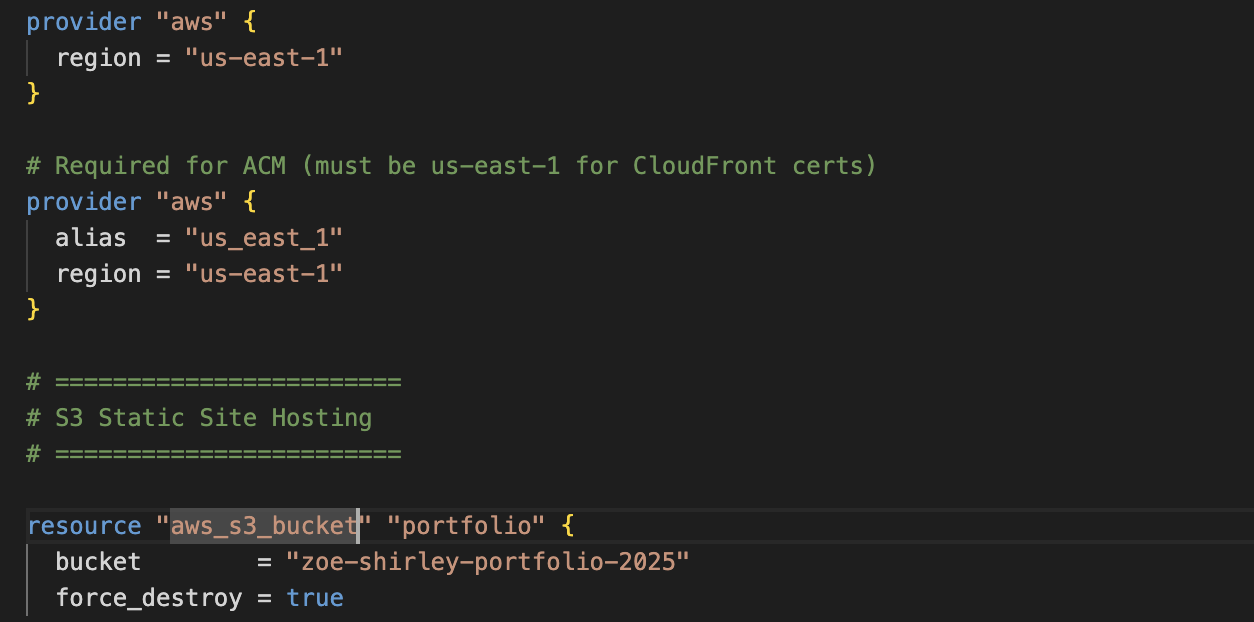 provider "aws" {
  region = "us-east-1"
}
# Required for ACM (must be us-east-1 for CloudFront certs)
provider "aws" {
  alias  = "us_east_1"
  region = "us-east-1"
}
# ========================
# S3 Static Site Hosting
# ========================
resource "aws_s3_bucket" "portfolio" {
  bucket        = "zoe-shirley-portfolio-2025"
  force_destroy = true